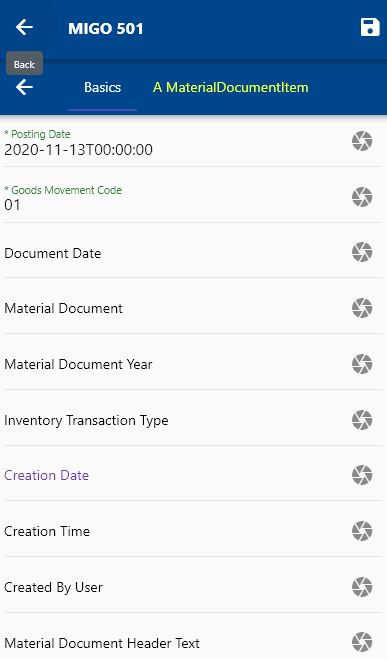 MIGO 501
Back
Basics
A MaterialDocumentItem
* Posting Date
2020-11-13T00:00:00
* Goods Movement Code
01
Document Date
Material Document
Material Document Year
Inventory Transaction Type
Creation Date
Creation Time
Created By User
Material Document Header Text